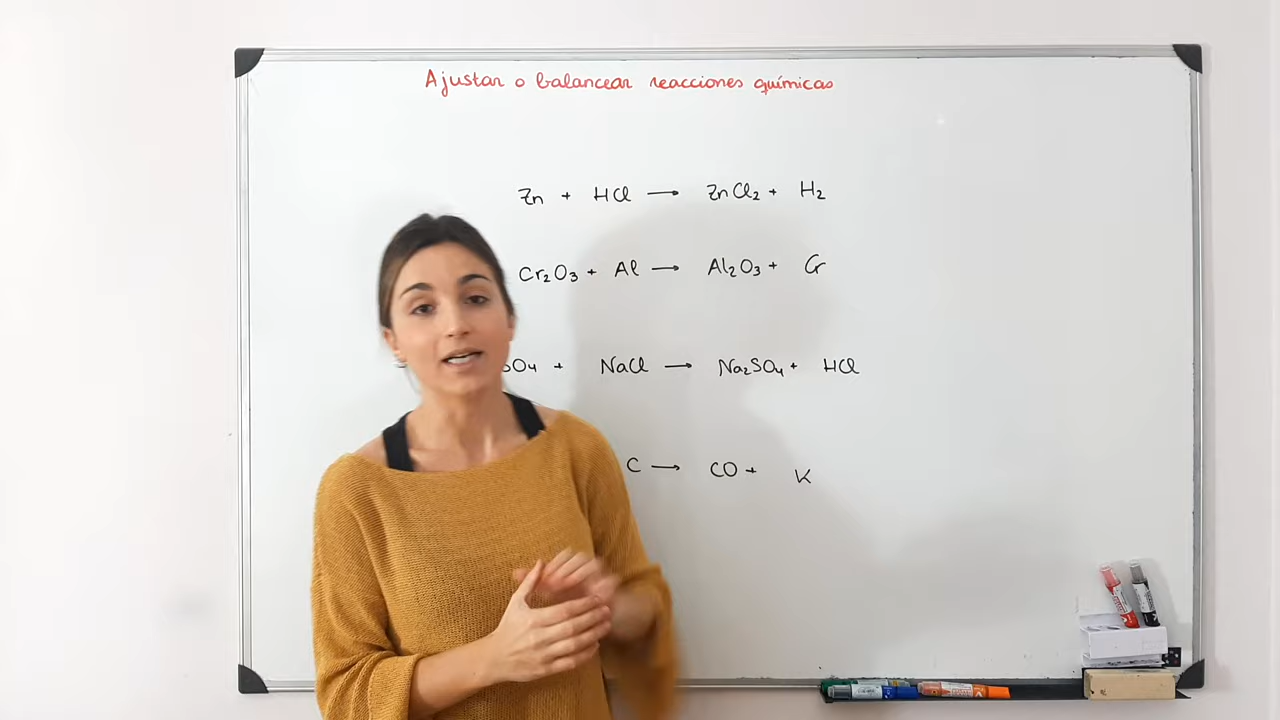 Ajustar o balancear reacciones químicas
Zn + HCl → ZnCl₂ + H₂
Cr₂O₃ + Al → Al₂O₃ + Cr
SO₄ + NaCl → Na₂SO₄ + HCl
C → CO + K